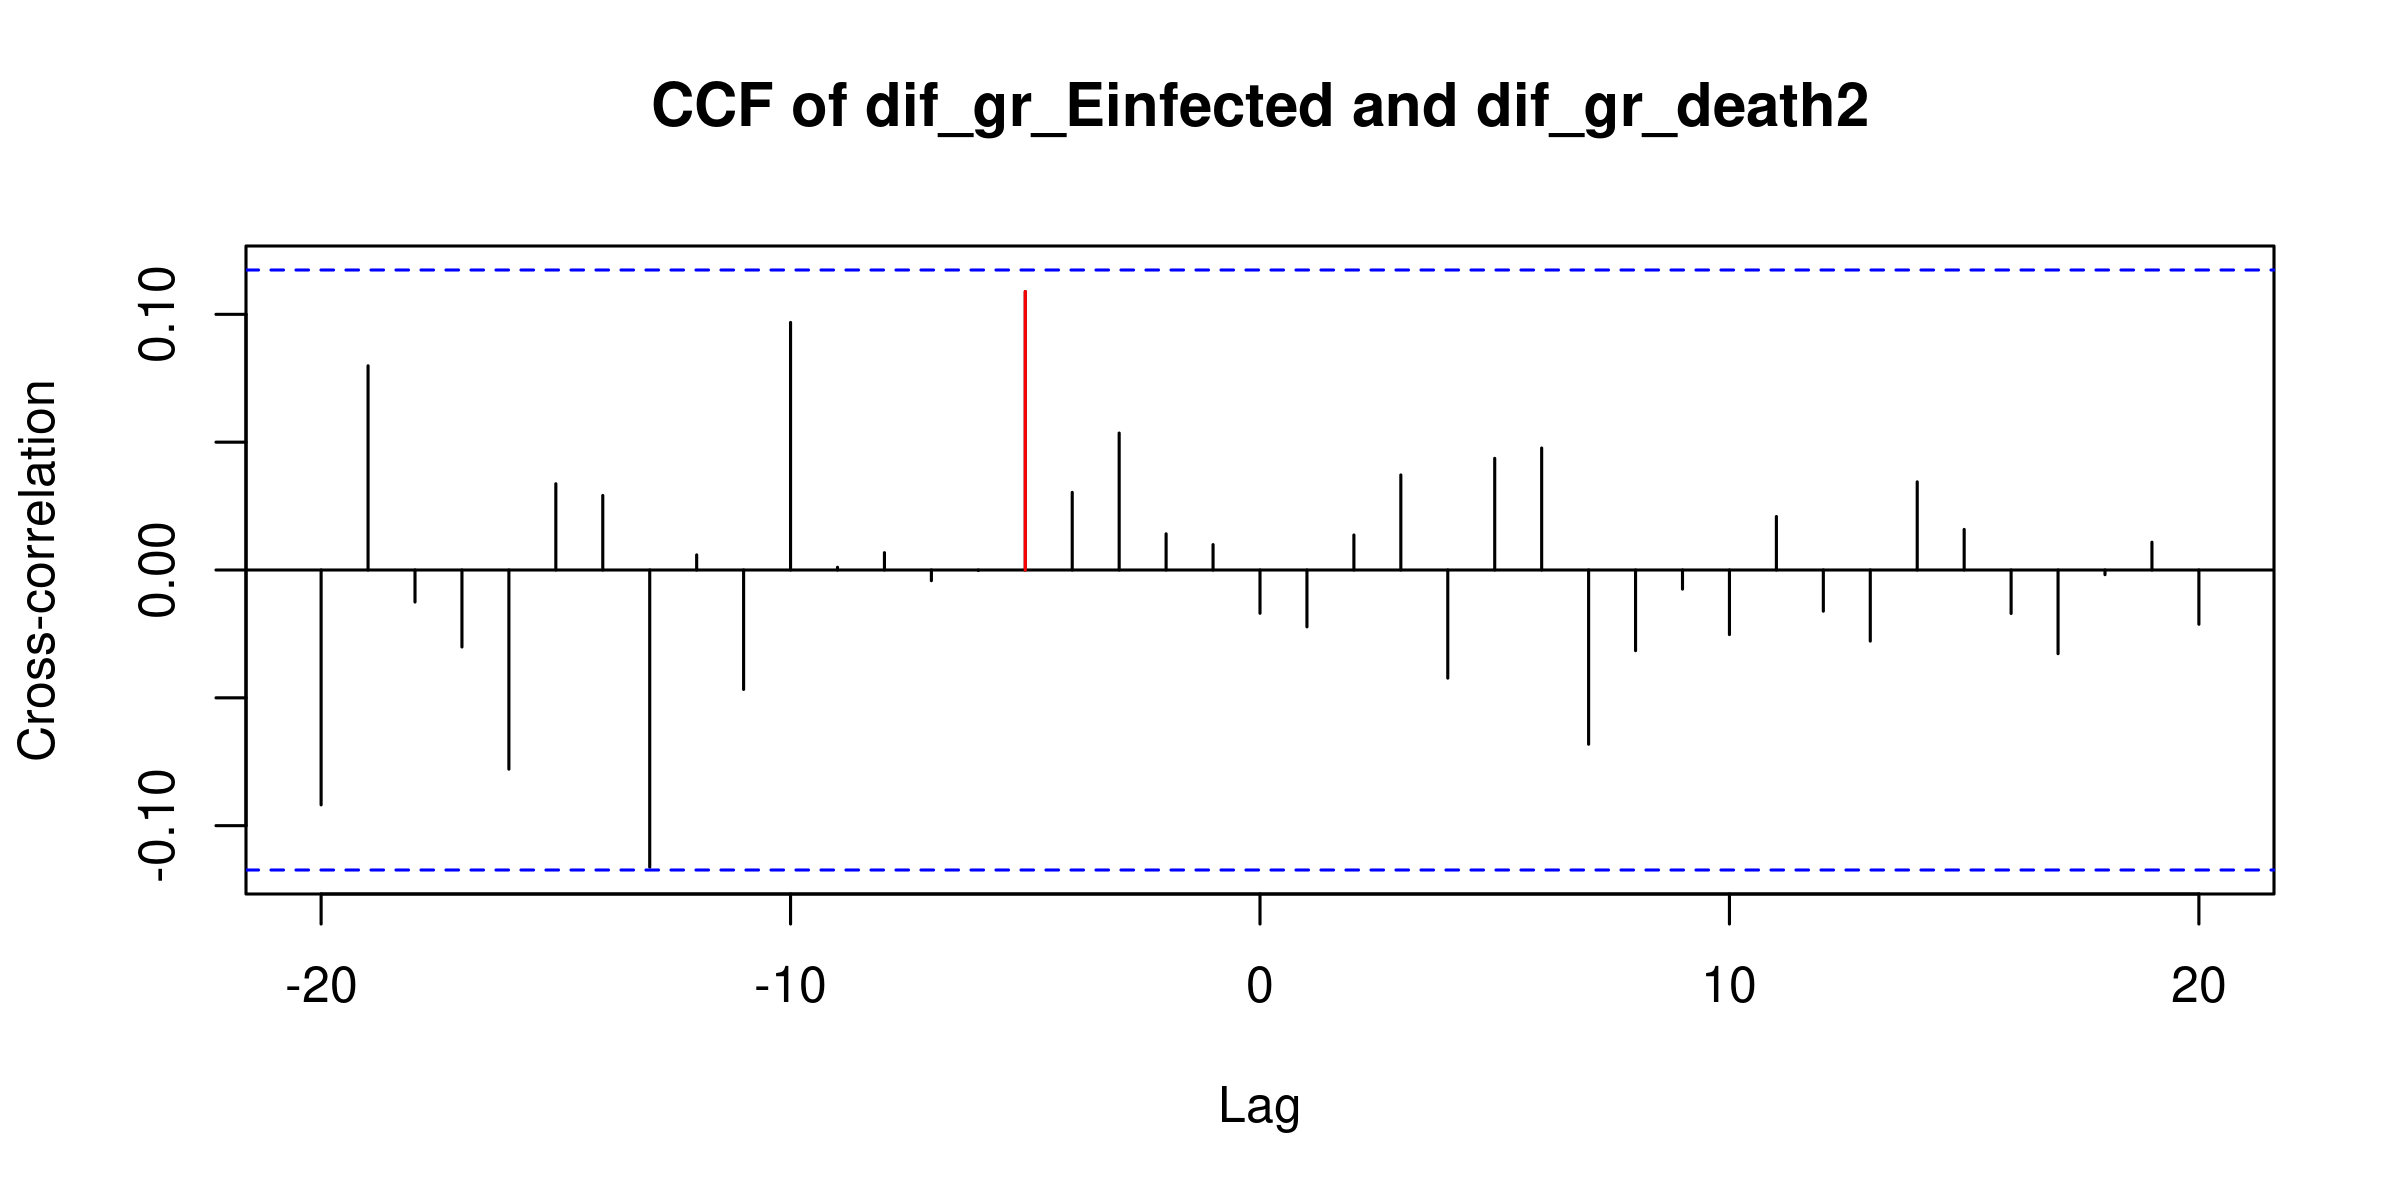 CCF of dif_gr_Einfected and dif_gr_death2
Cross-correlation
0.10
0.00
-0.10
-20 -10 0 10 20
Lag